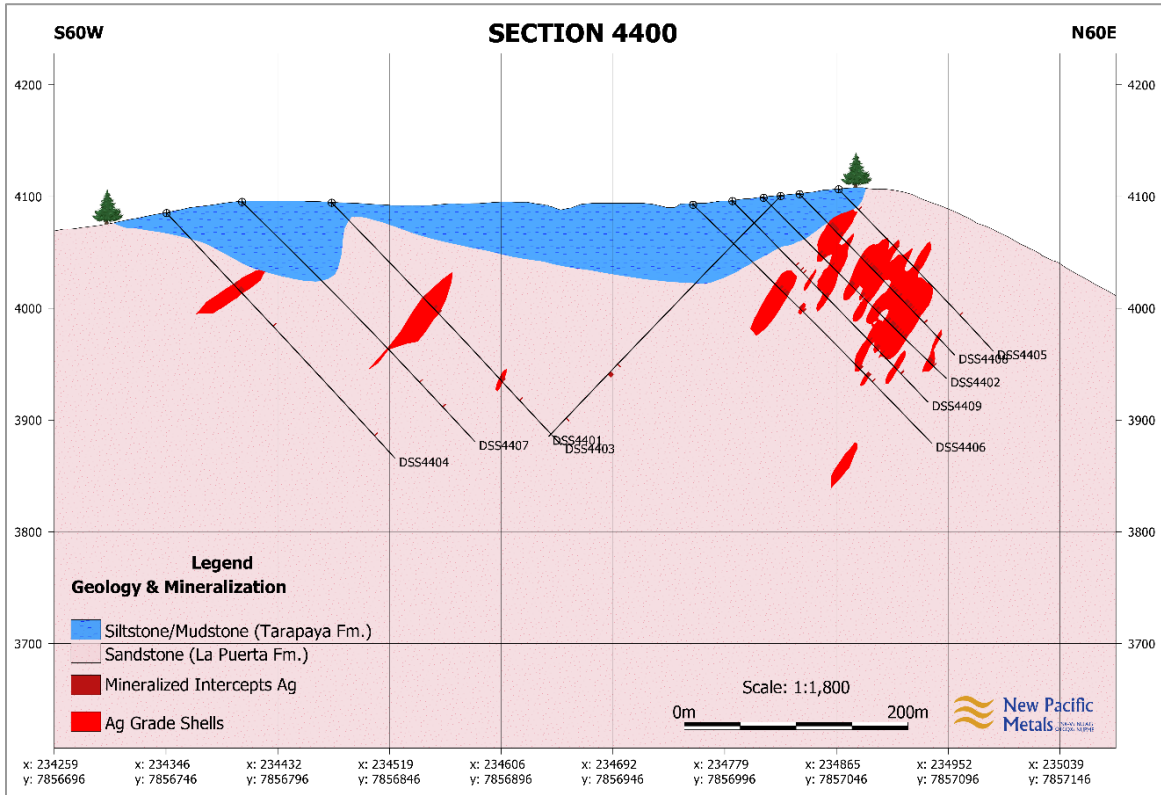 S60W
SECTION 4400
N60E
4200
4200
4100
4100
4000
4000
3900
3900
3800
3800
3700
3700
DSS4404
DSS4407
DSS4401
DSS4403
DSS4408
DSS4405
DSS4402
DSS4409
DSS4406
Legend
Geology & Mineralization
Siltstone/Mudstone (Tarapaya Fm.)
Sandstone (La Puerta Fm.)
Mineralized Intercepts Ag
Ag Grade Shells
Scale: 1:1,800
0m
200m
New Pacific
Metals
x: 234259
y: 7856696
x: 234346
y: 7856746
x: 234432
y: 7856796
x: 234519
y: 7856846
x: 234606
y: 7856896
x: 234692
y: 7856946
x: 234779
y: 7856996
x: 234865
y: 7857046
x: 234952
y: 7857096
x: 235039
y: 7857146